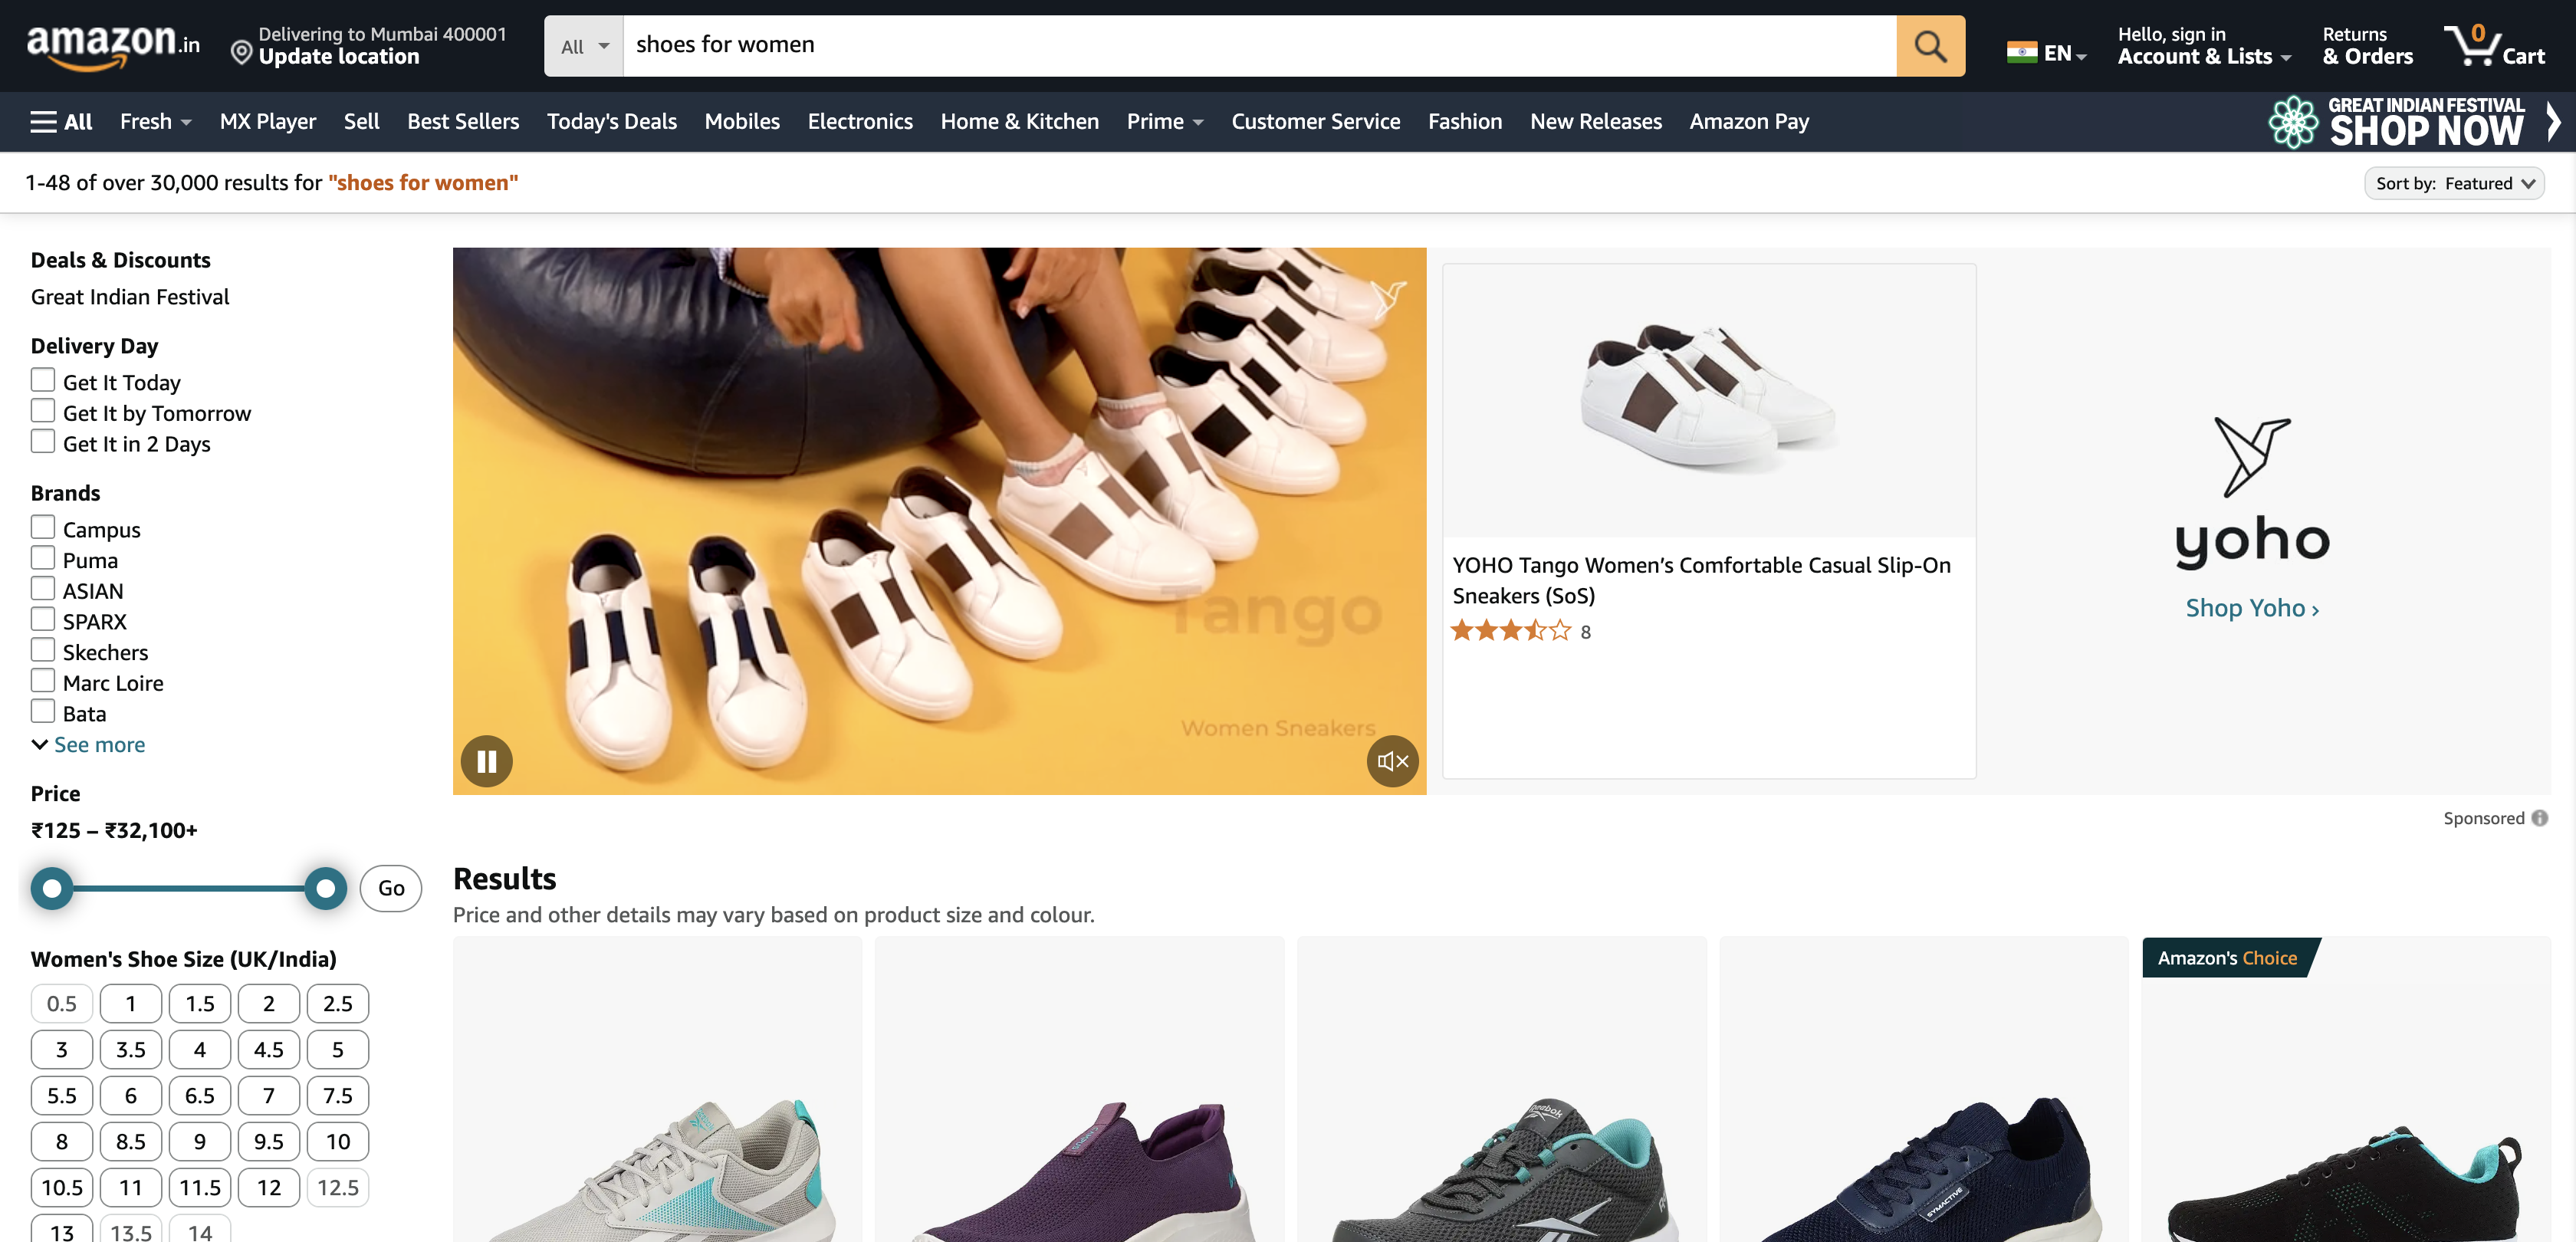 amazon.in
Delivering to Mumbai 400001
Update location
All
shoes for women
EN
Hello, sign in
Account & Lists
Returns
& Orders
0
Cart
All
Fresh
MX Player
Sell
Best Sellers
Today's Deals
Mobiles
Electronics
Home & Kitchen
Prime
Customer Service
Fashion
New Releases
Amazon Pay
GREAT INDIAN FESTIVAL
SHOP NOW
1-48 of over 30,000 results for "shoes for women"
Sort by: Featured
Deals & Discounts
Great Indian Festival
Delivery Day
Get It Today
Get It by Tomorrow
Get It in 2 Days
Brands
Campus
Puma
ASIAN
SPARX
Skechers
Marc Loire
Bata
See more
Price
₹125 – ₹32,100+
Go
Women's Shoe Size (UK/India)
0.5 1 1.5 2 2.5
3 3.5 4 4.5 5
5.5 6 6.5 7 7.5
8 8.5 9 9.5 10
10.5 11 11.5 12 12.5
13 13.5 14
Tango
Women Sneakers
YOHO Tango Women's Comfortable Casual Slip-On
Sneakers (SoS)
8
yoho
Shop Yoho ›
Sponsored
Results
Price and other details may vary based on product size and colour.
Amazon's Choice
Reebok
SYMACTIVE